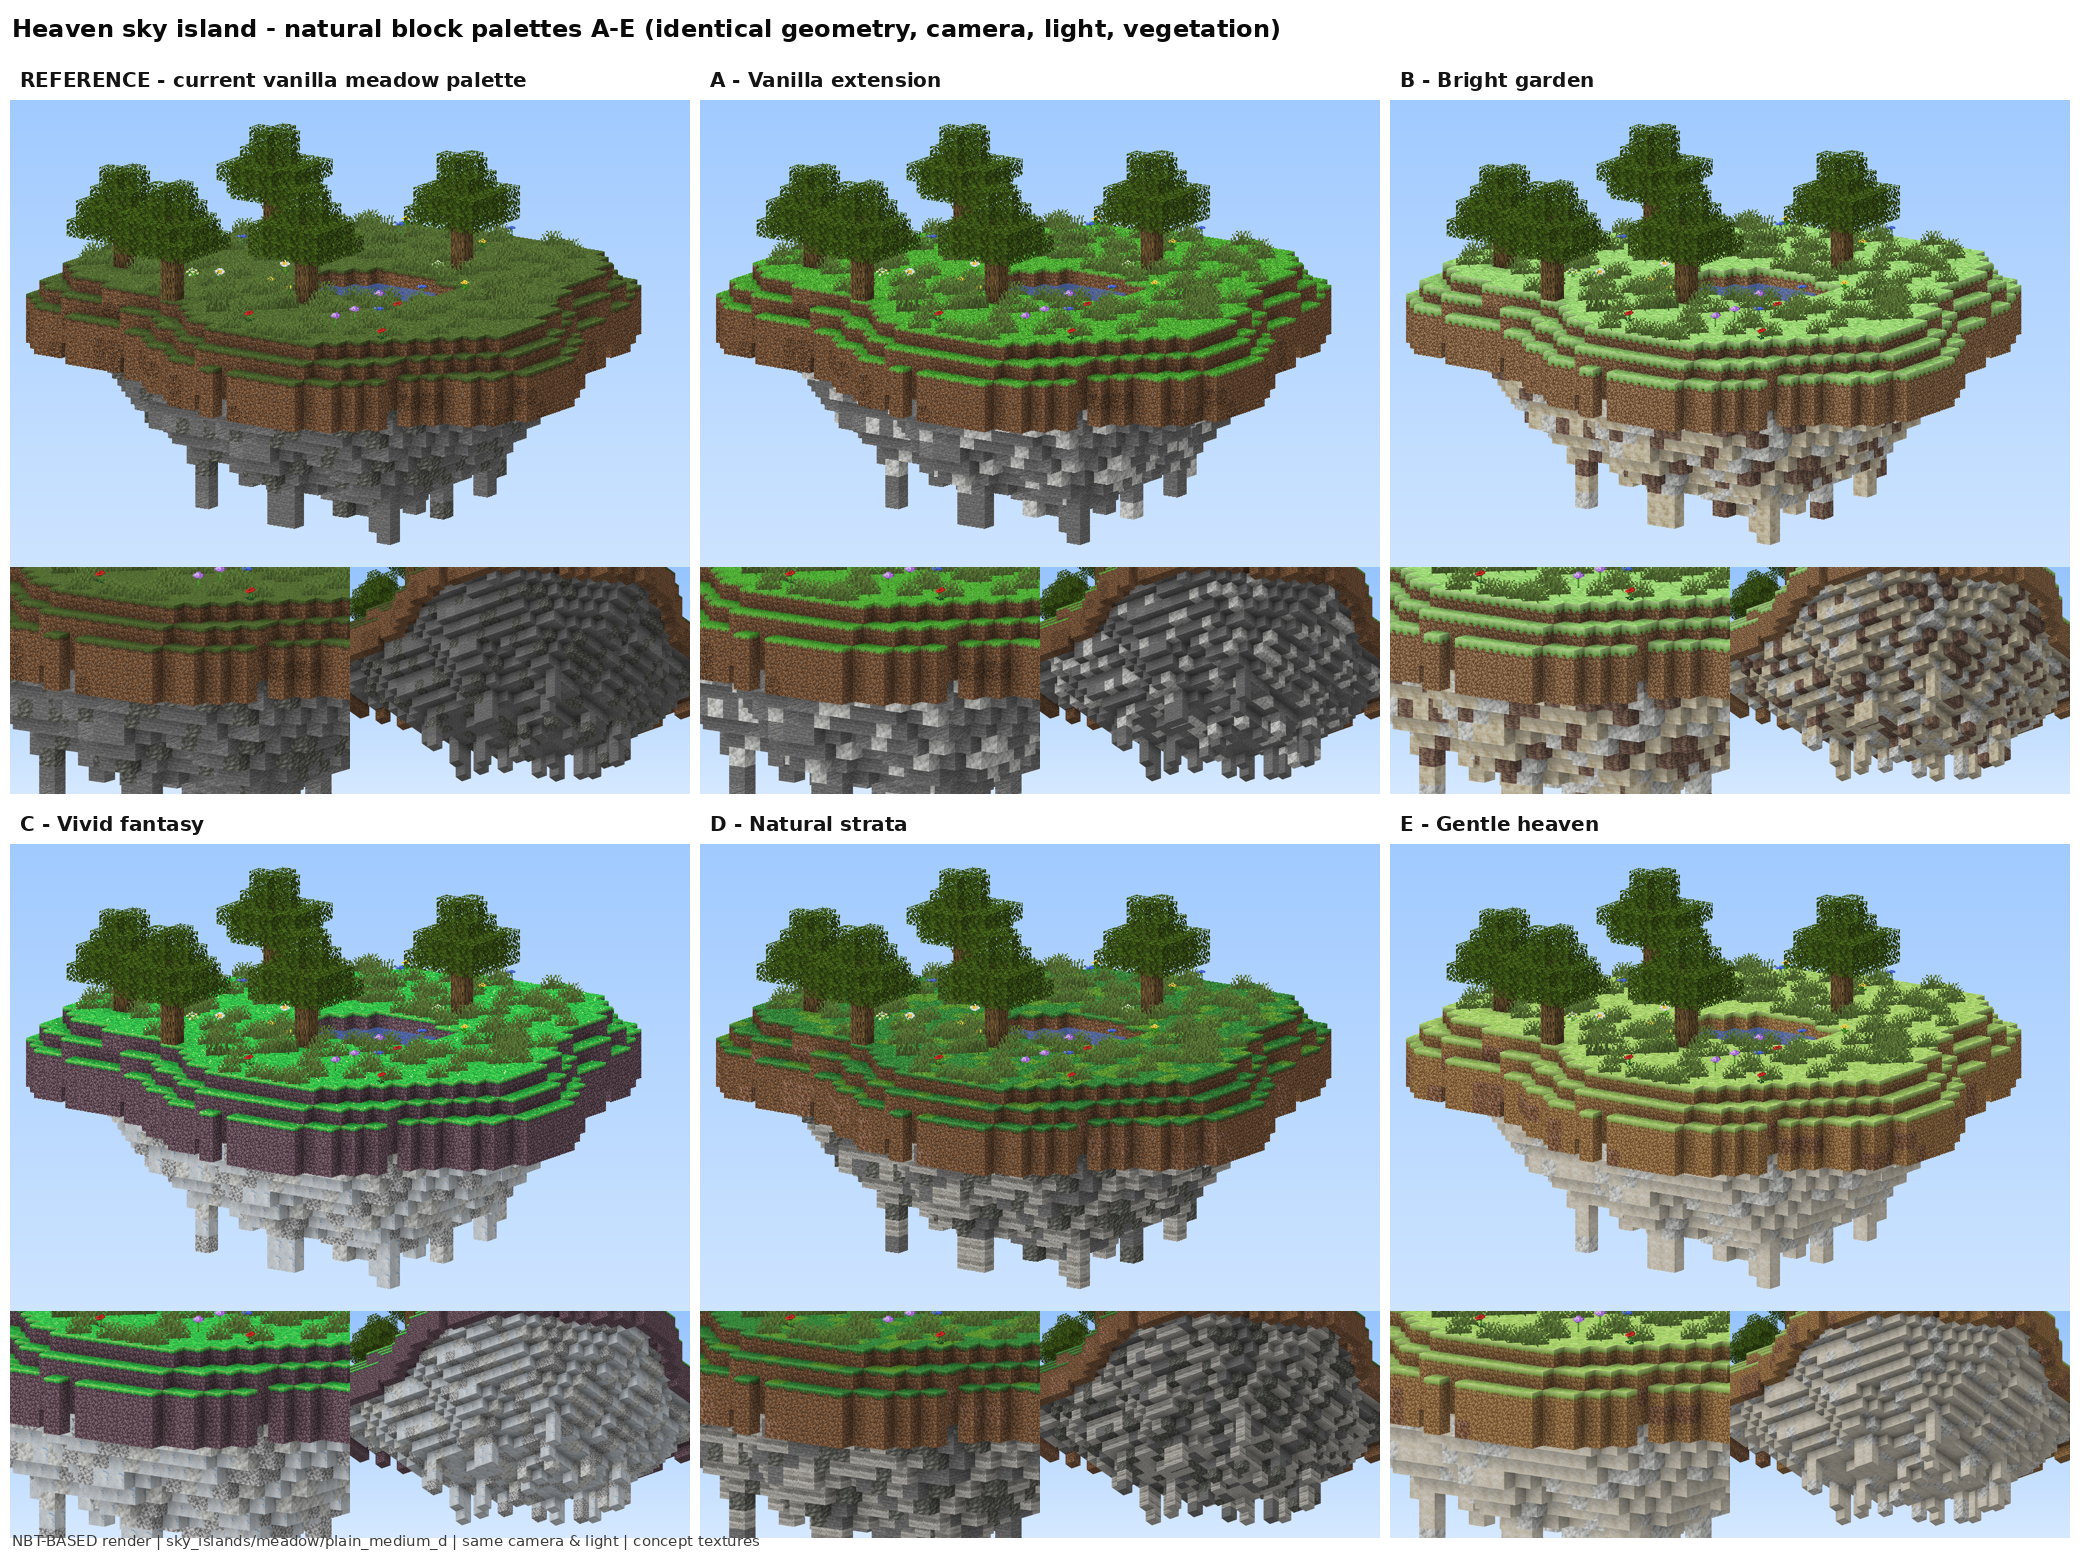 Heaven sky island - natural block palettes A-E (identical geometry, camera, light, vegetation)
REFERENCE - current vanilla meadow palette
A - Vanilla extension
B - Bright garden
C - Vivid fantasy
D - Natural strata
E - Gentle heaven
NBT-BASED render | sky_islands/meadow/plain_medium_d | same camera & light | concept textures